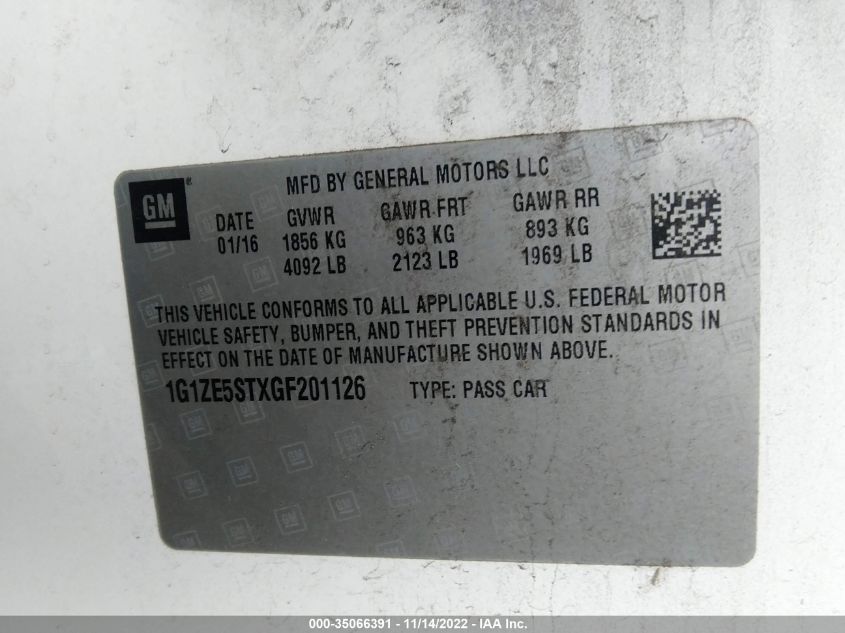 GM ®
MFD BY GENERAL MOTORS LLC
DATE GVWR GAWR FRT GAWR RR
01/16 1856 KG 963 KG 893 KG
4092 LB 2123 LB 1969 LB
THIS VEHICLE CONFORMS TO ALL APPLICABLE U.S. FEDERAL MOTOR
VEHICLE SAFETY, BUMPER, AND THEFT PREVENTION STANDARDS IN
EFFECT ON THE DATE OF MANUFACTURE SHOWN ABOVE.
1G1ZE5STXGF201126 TYPE: PASS CAR
000-35066391 - 11/14/2022 - IAA Inc.